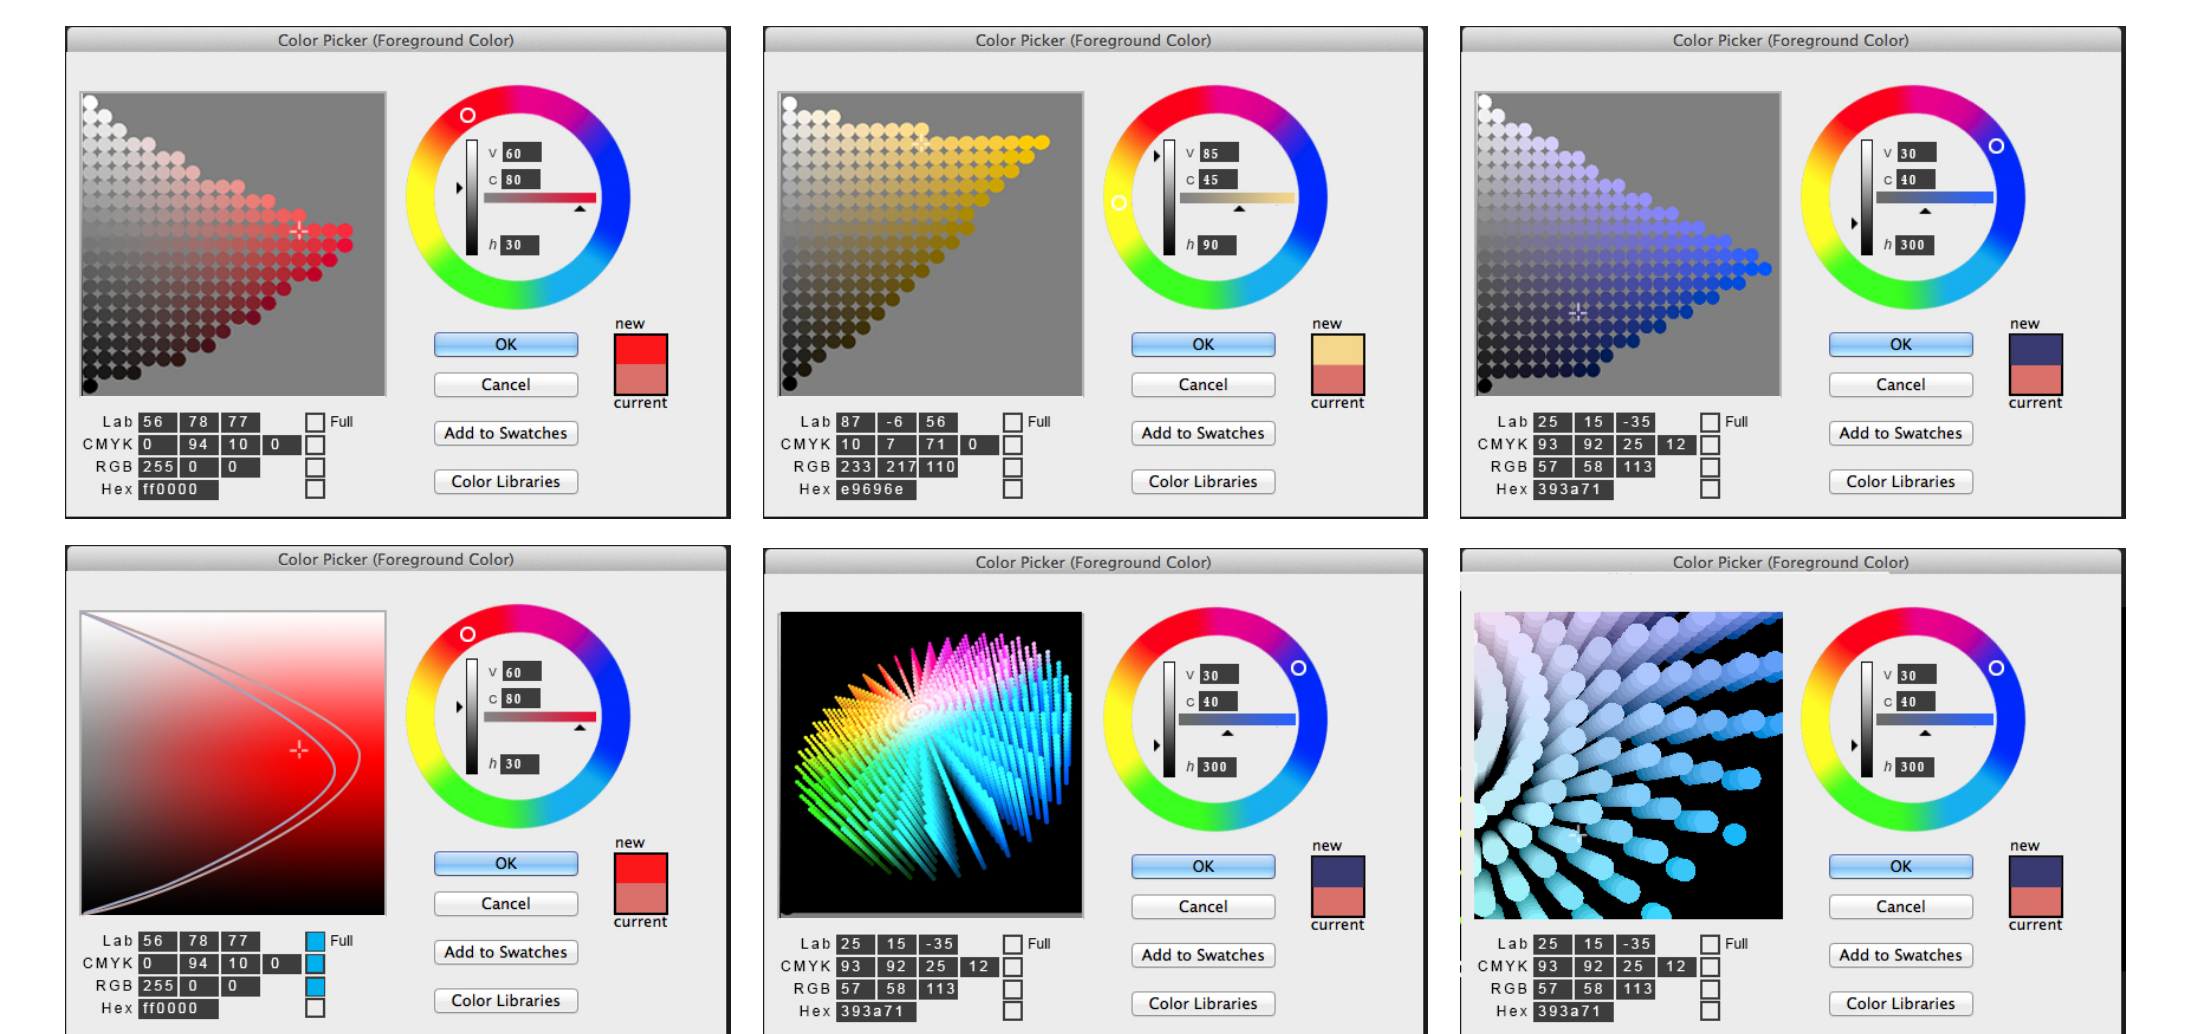 Color Picker (Foreground Color)
V 60
C 80
h 30
new
OK
Cancel
current
Lab 56 78 77 Full
CMYK 0 94 10 0
Add to Swatches
RGB 255 0 0
Hex ff0000
Color Libraries
Color Picker (Foreground Color)
V 85
C 45
h 90
new
OK
Cancel
current
Lab 87 -6 56 Full
CMYK 10 7 71 0
Add to Swatches
RGB 233 217 110
Hex e9696e
Color Libraries
Color Picker (Foreground Color)
V 30
C 40
h 300
new
OK
Cancel
current
Lab 25 15 -35 Full
CMYK 93 92 25 12
Add to Swatches
RGB 57 58 113
Hex 393a71
Color Libraries
Color Picker (Foreground Color)
V 60
C 80
h 30
new
OK
Cancel
current
Lab 56 78 77 Full
CMYK 0 94 10 0
Add to Swatches
RGB 255 0 0
Hex ff0000
Color Libraries
Color Picker (Foreground Color)
V 30
C 40
h 300
new
OK
Cancel
current
Lab 25 15 -35 Full
CMYK 93 92 25 12
Add to Swatches
RGB 57 58 113
Hex 393a71
Color Libraries
Color Picker (Foreground Color)
V 30
C 40
h 300
new
OK
Cancel
current
Lab 25 15 -35 Full
CMYK 93 92 25 12
Add to Swatches
RGB 57 58 113
Hex 393a71
Color Libraries